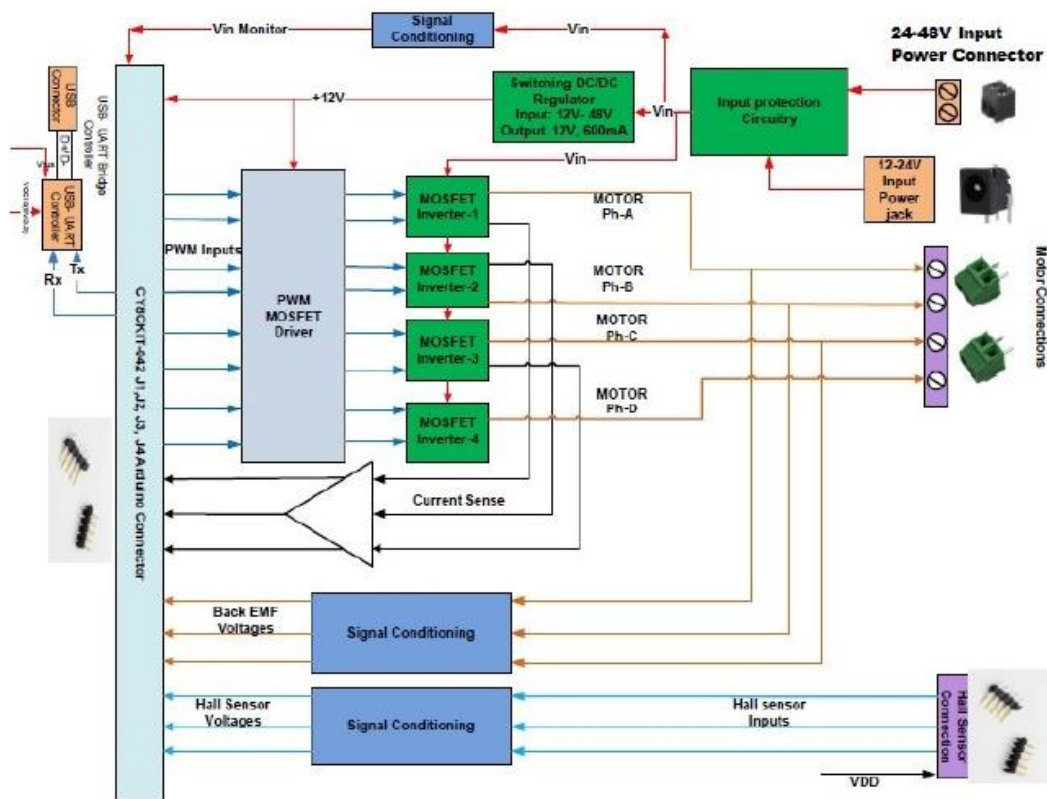 Vin Monitor
Signal
Conditioning
Vin
24-48V Input
Power Connector
Switching DC/DC
Regulator
Input: 12V- 48V
Output: 12V, 600mA
+12V
Vin
Input protection
Circuitry
Vin
12-24V
Input
Power
jack
USB
Connector
D+/D-
USB- UART Bridge
Controller
USB- UART
Controller
Rx
Tx
PWM Inputs
PWM
MOSFET
Driver
MOSFET
Inverter-1
MOSFET
Inverter-2
MOSFET
Inverter-3
MOSFET
Inverter-4
MOTOR
Ph-A
MOTOR
Ph-B
MOTOR
Ph-C
MOTOR
Ph-D
Motor Connections
CY8CKIT-042 J1,J2, J3, J4 Arduino Connector
Current Sense
Back EMF
Voltages
Signal Conditioning
Hall Sensor
Voltages
Signal Conditioning
Hall sensor
Inputs
Hall Sensor
Connection
VDD